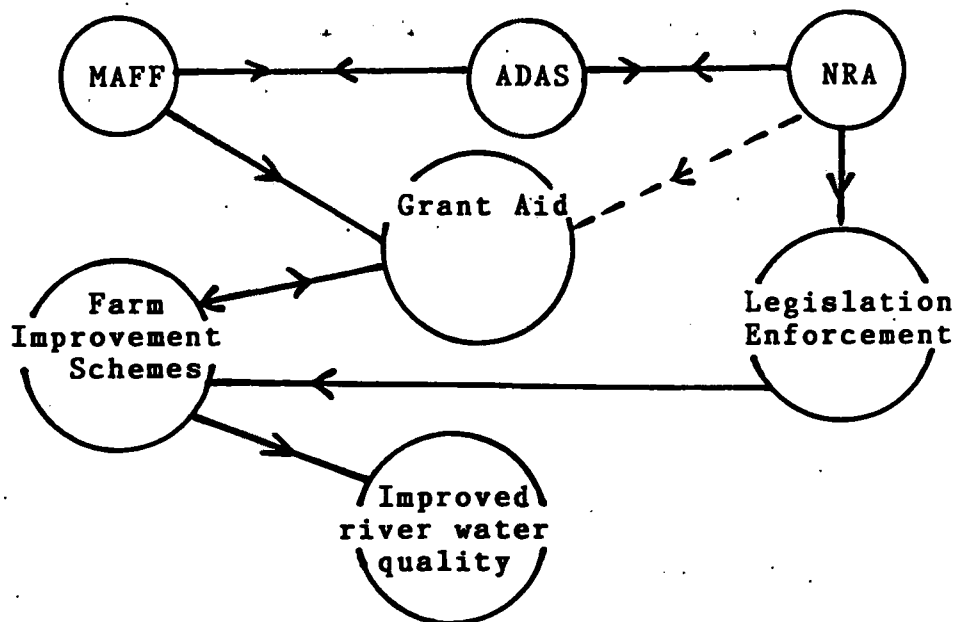 MAFF
ADAS
NRA
Grant Aid
Farm
Improvement
Schemes
Legislation
Enforcement
Improved
river water
quality